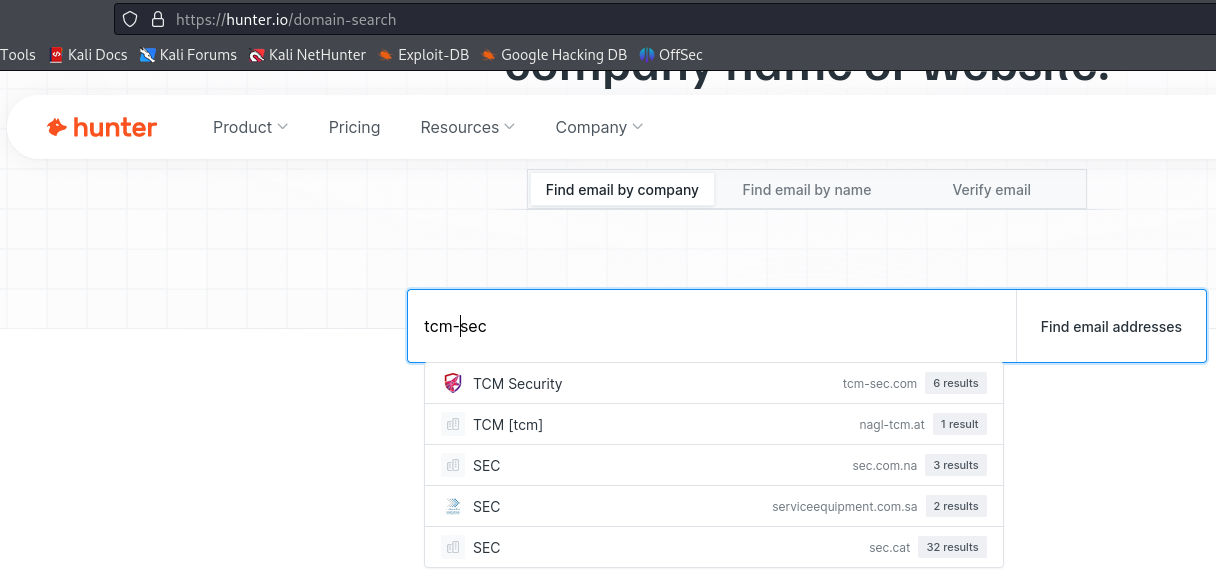 https://hunter.io/domain-search
Tools Kali Docs Kali Forums Kali NetHunter Exploit-DB Google Hacking DB OffSec
company name or website.
hunter Product Pricing Resources Company
Find email by company Find email by name Verify email
tcm-sec Find email addresses
TCM Security tcm-sec.com 6 results
TCM [tcm] nagl-tcm.at 1 result
SEC sec.com.na 3 results
SEC serviceequipment.com.sa 2 results
SEC sec.cat 32 results